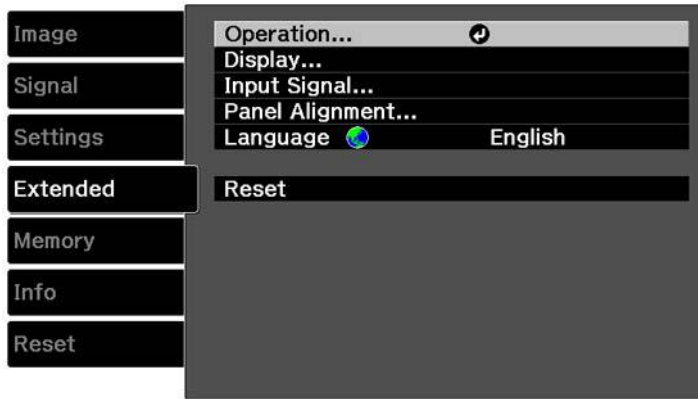 Image
Signal
Settings
Extended
Memory
Info
Reset
Operation...
Display...
Input Signal...
Panel Alignment...
Language English
Reset